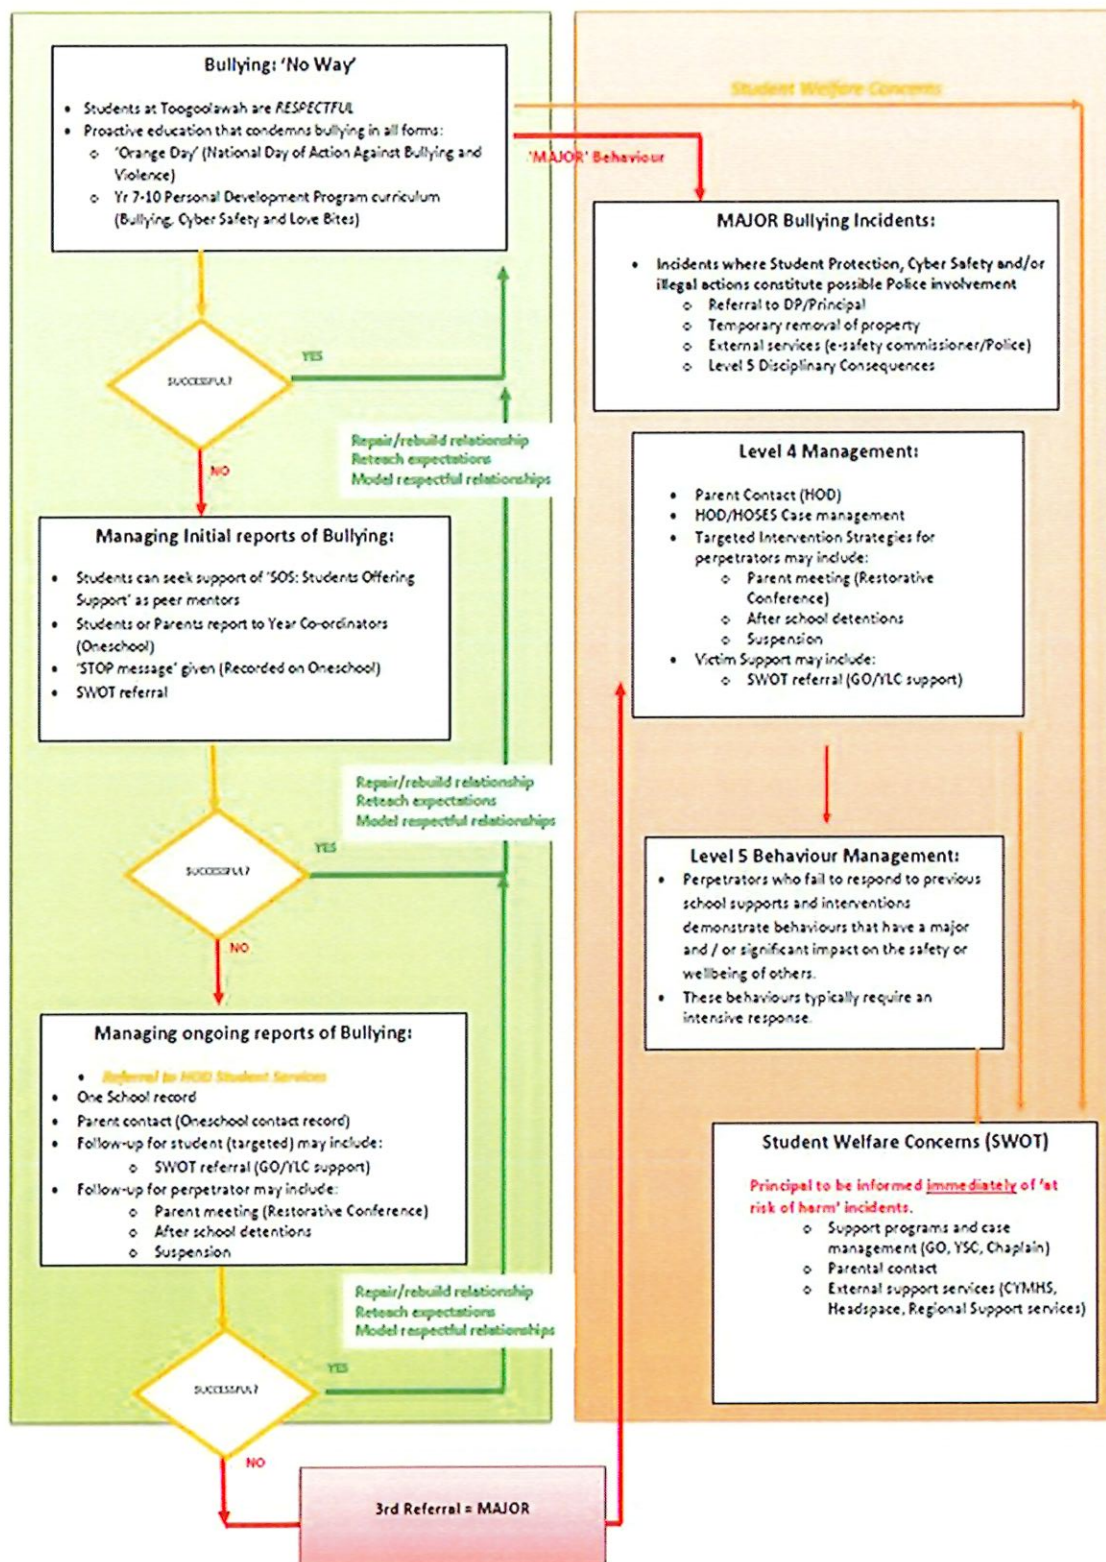 Bullying: 'No Way'
• Students at Toogoolawah are RESPECTFUL
• Proactive education that condemns bullying in all forms:
o 'Orange Day' (National Day of Action Against Bullying and
Violence)
o Yr 7-10 Personal Development Program curriculum
(Bullying, Cyber Safety and Love Bites)
SUCCESSFUL?
YES
NO
Repair/rebuild relationship
Reteach expectations
Model respectful relationships
Managing Initial reports of Bullying:
• Students can seek support of 'SOS: Students Offering
Support' as peer mentors
• Students or Parents report to Year Co-ordinators
(Oneschool)
• 'STOP message' given (Recorded on Oneschool)
• SWOT referral
SUCCESSFUL?
YES
NO
Repair/rebuild relationship
Reteach expectations
Model respectful relationships
Managing ongoing reports of Bullying:
• Referral to HOD Student Services
• One School record
• Parent contact (Oneschool contact record)
• Follow-up for student (targeted) may include:
o SWOT referral (GO/YLC support)
• Follow-up for perpetrator may include:
o Parent meeting (Restorative Conference)
o After school detentions
o Suspension
SUCCESSFUL?
YES
NO
Repair/rebuild relationship
Reteach expectations
Model respectful relationships
3rd Referral = MAJOR
Student Welfare Concerns
'MAJOR' Behaviour
MAJOR Bullying Incidents:
• Incidents where Student Protection, Cyber Safety and/or
illegal actions constitute possible Police involvement
o Referral to DP/Principal
o Temporary removal of property
o External services (e-safety commissioner/Police)
o Level 5 Disciplinary Consequences
Level 4 Management:
• Parent Contact (HOD)
• HOD/HOSES Case management
• Targeted Intervention Strategies for
perpetrators may include:
o Parent meeting (Restorative
Conference)
o After school detentions
o Suspension
• Victim Support may include:
o SWOT referral (GO/YLC support)
Level 5 Behaviour Management:
• Perpetrators who fail to respond to previous
school supports and interventions
demonstrate behaviours that have a major
and / or significant impact on the safety or
wellbeing of others.
• These behaviours typically require an
intensive response.
Student Welfare Concerns (SWOT)
Principal to be informed immediately of 'at
risk of harm' incidents.
o Support programs and case
management (GO, YSC, Chaplain)
o Parental contact
o External support services (CYMHS,
Headspace, Regional Support services)